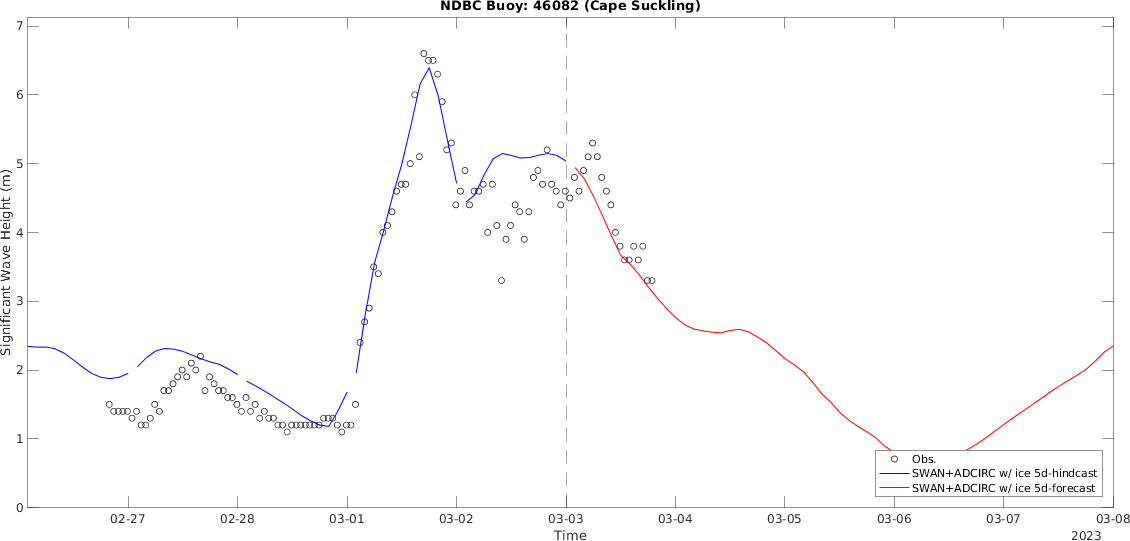 NDBC Buoy: 46082 (Cape Suckling)
7
6
5
4
3
2
1
0
Significant Wave Height (m)
Obs.
SWAN+ADCIRC w/ ice 5d-hindcast
SWAN+ADCIRC w/ ice 5d-forecast
02-27 02-28 03-01 03-02 03-03 03-04 03-05 03-06 03-07 03-08
Time
2023